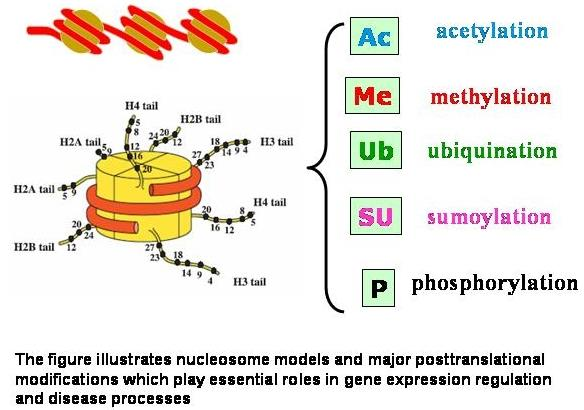 Ac acetylation
Me methylation
Ub ubiquination
SU sumoylation
P phosphorylation
H4 tail
5
8
12
16
20
H2B tail
24 20
12
H2A tail 5
9
H3 tail
18
14 9 4
27
23
H2A tail 5 9
H4 tail
20
16 12 8
5
20
24
H2B tail 12
27
23 18
14 9 4
H3 tail
The figure illustrates nucleosome models and major posttranslational
modifications which play essential roles in gene expression regulation
and disease processes